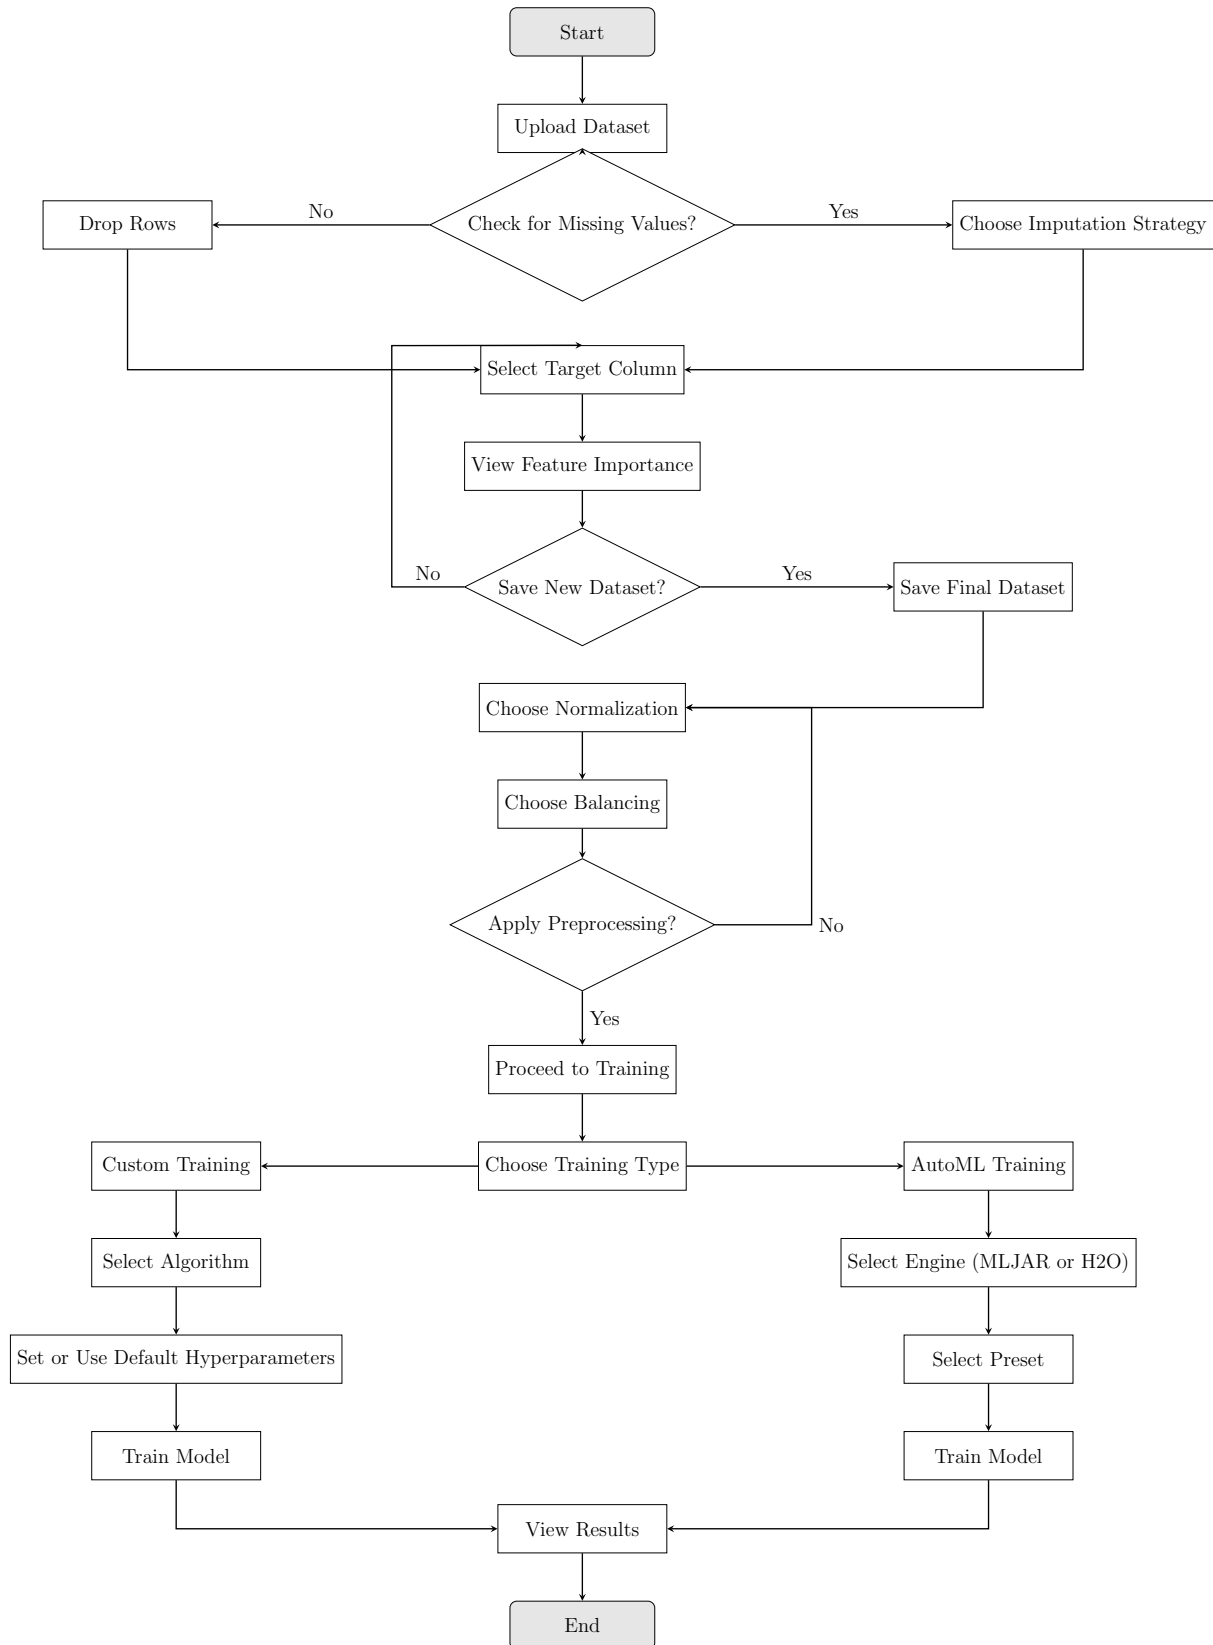 Start
Upload Dataset
Drop Rows
No
Check for Missing Values?
Yes
Choose Imputation Strategy
Select Target Column
View Feature Importance
No
Save New Dataset?
Yes
Save Final Dataset
Choose Normalization
Choose Balancing
Apply Preprocessing?
No
Yes
Proceed to Training
Custom Training
Choose Training Type
AutoML Training
Select Algorithm
Select Engine (MLJAR or H2O)
Set or Use Default Hyperparameters
Select Preset
Train Model
Train Model
View Results
End